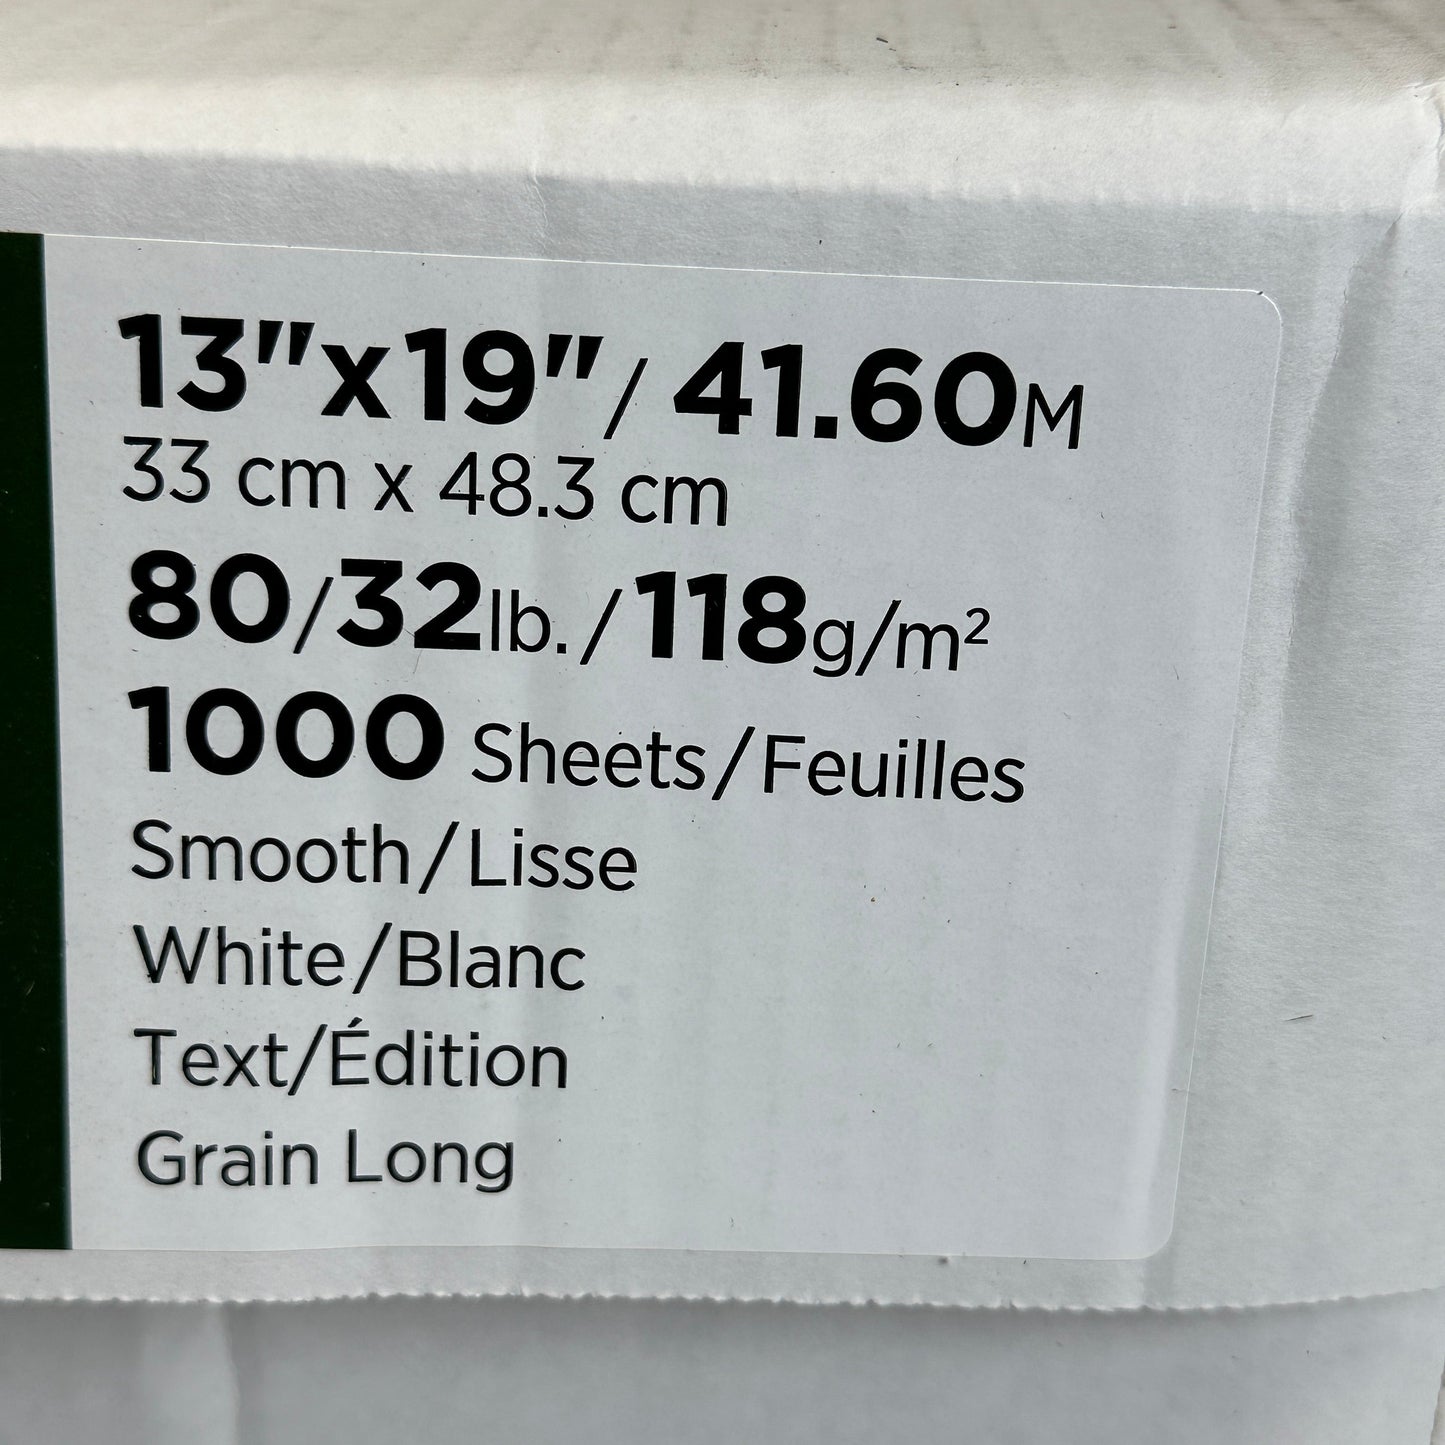 13"x19"/ 41.60M
33 cm x 48.3 cm
80/32lb./118g/m²
1000 Sheets/Feuilles
Smooth/Lisse
White/Blanc
Text/Édition
Grain Long